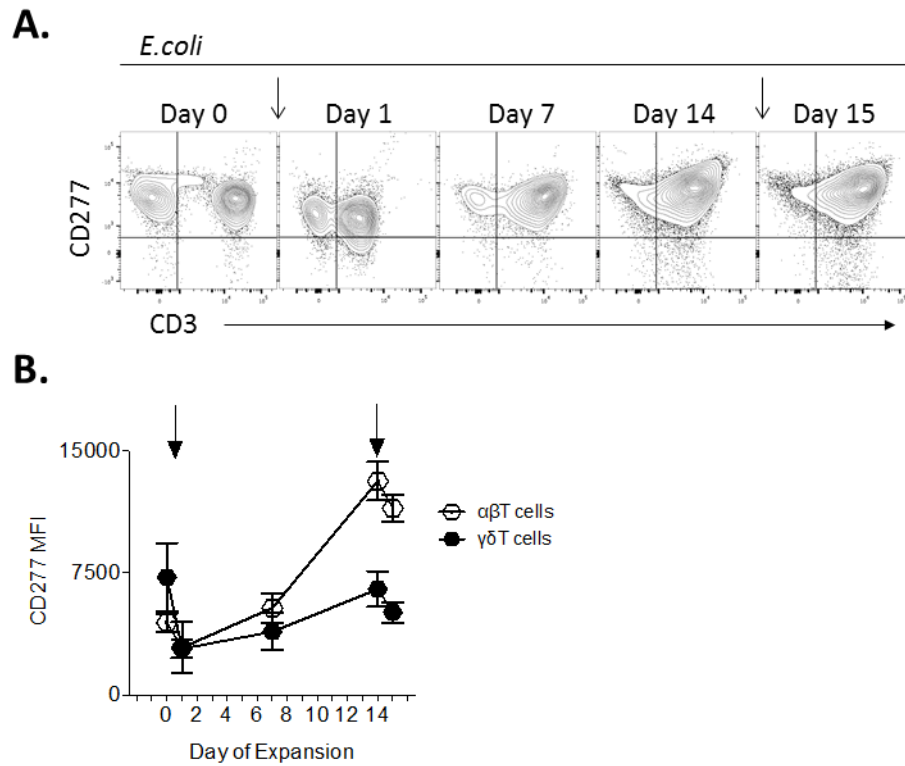 A.
E.coli
Day 0
Day 1
Day 7
Day 14
Day 15
CD277
CD3
B.
15000
7500
0
CD277 MFI
0 2 4 6 8 10 12 14
Day of Expansion
αβT cells
γδT cells